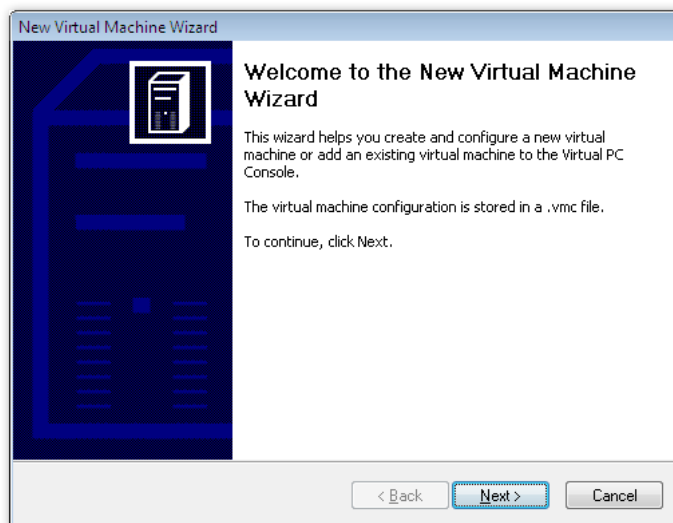 New Virtual Machine Wizard
Welcome to the New Virtual Machine
Wizard
This wizard helps you create and configure a new virtual
machine or add an existing virtual machine to the Virtual PC
Console.
The virtual machine configuration is stored in a .vmc file.
To continue, click Next.
< Back
Next >
Cancel